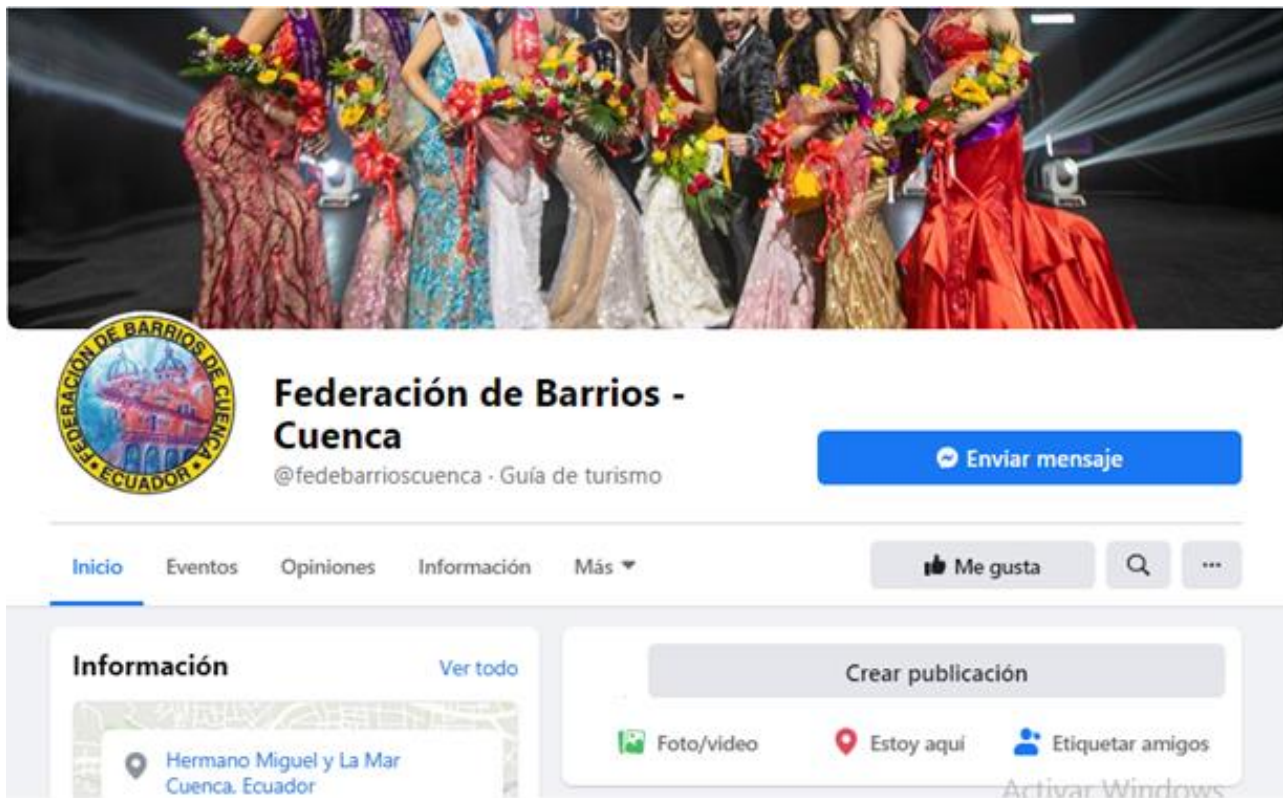 FEDERACIÓN DE BARRIOS DE CUENCA
ECUADOR
Federación de Barrios -
Cuenca
@fedebarrioscuenca · Guía de turismo
Enviar mensaje
Inicio Eventos Opiniones Información Más
Me gusta
Información Ver todo
Crear publicación
Foto/video Estoy aquí Etiquetar amigos
Hermano Miguel y La Mar
Cuenca, Ecuador
Activar Windows